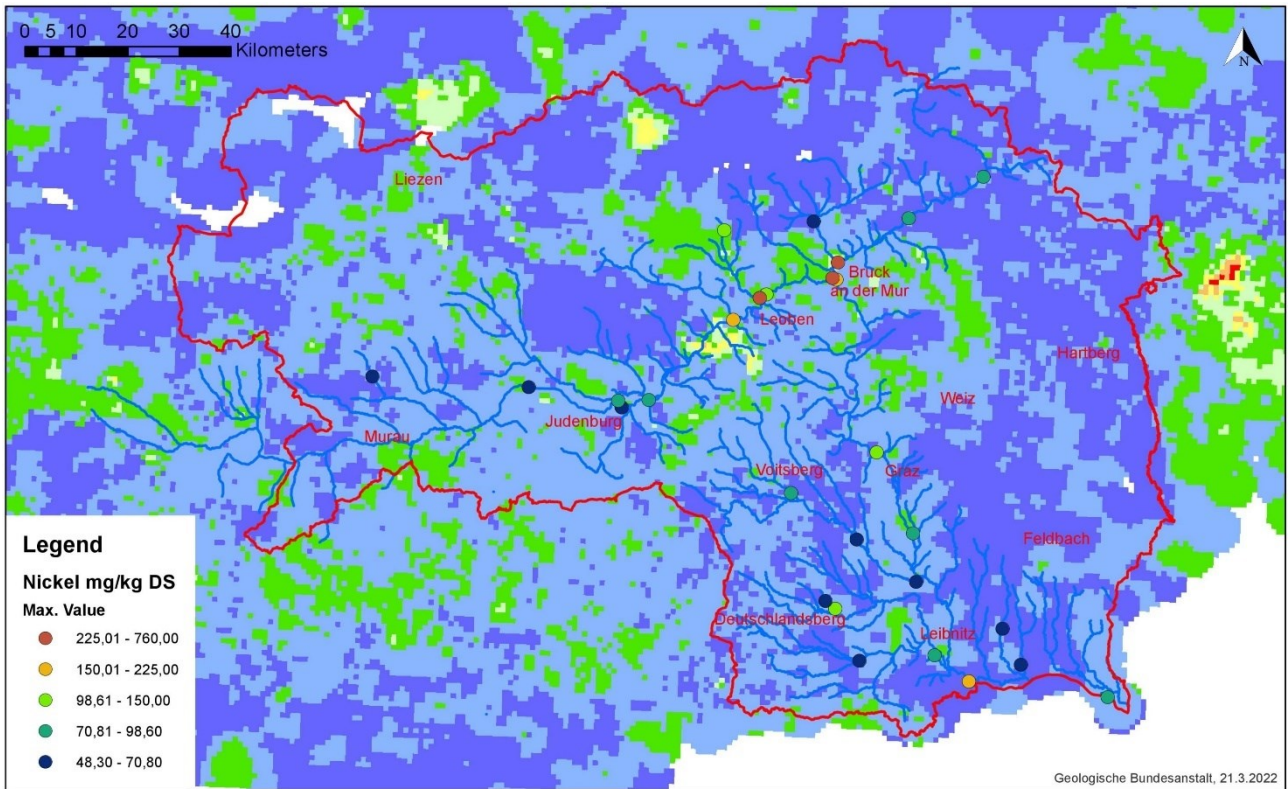 0 5 10 20 30 40
Kilometers
N
Liezen
Bruck
an der Mur
Leoben
Hartberg
Weiz
Judenburg
Murau
Voitsberg
Graz
Feldbach
Deutschlandsberg
Leibnitz
Legend
Nickel mg/kg DS
Max. Value
225,01 - 760,00
150,01 - 225,00
98,61 - 150,00
70,81 - 98,60
48,30 - 70,80
Geologische Bundesanstalt, 21.3.2022